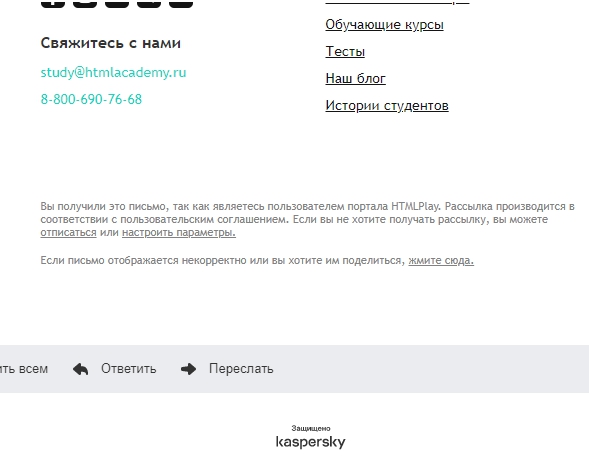 Свяжитесь с нами
study@htmlacademy.ru
8-800-690-76-68
Обучающие курсы
Тесты
Наш блог
Истории студентов
Вы получили это письмо, так как являетесь пользователем портала HTMLPlay. Рассылка производится в
соответствии с пользовательским соглашением. Если вы не хотите получать рассылку, вы можете
отписаться или настроить параметры.
Если письмо отображается некорректно или вы хотите им поделиться, жмите сюда.
ить всем Ответить Переслать
Защищено
kaspersky